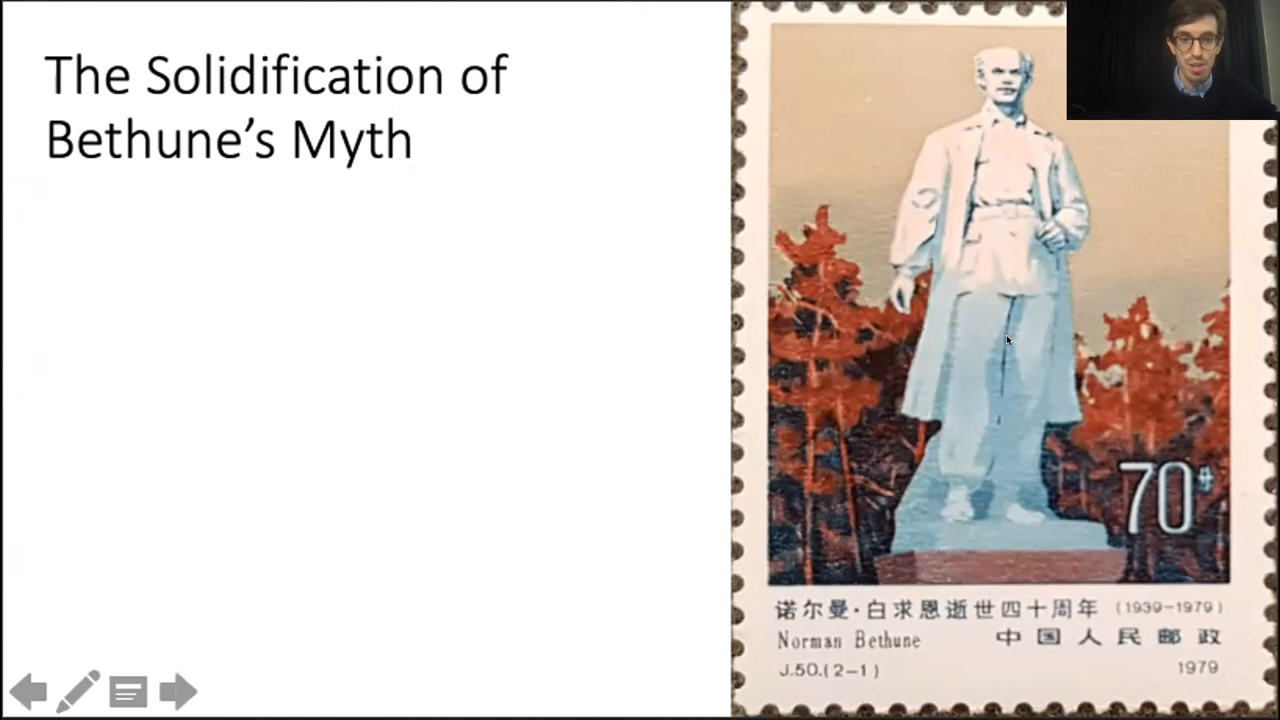 The Solidification of
Bethune's Myth
70分
诺尔曼·白求恩逝世四十周年 (1939-1979)
Norman Bethune 中国人民邮政
J.50.(2-1) 1979